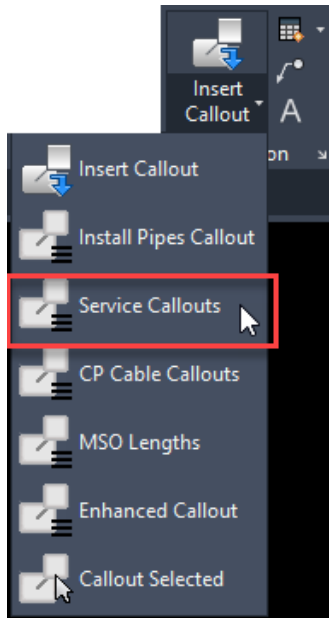 Insert
Callout
A
on
Insert Callout
Install Pipes Callout
Service Callouts
CP Cable Callouts
MSO Lengths
Enhanced Callout
Callout Selected